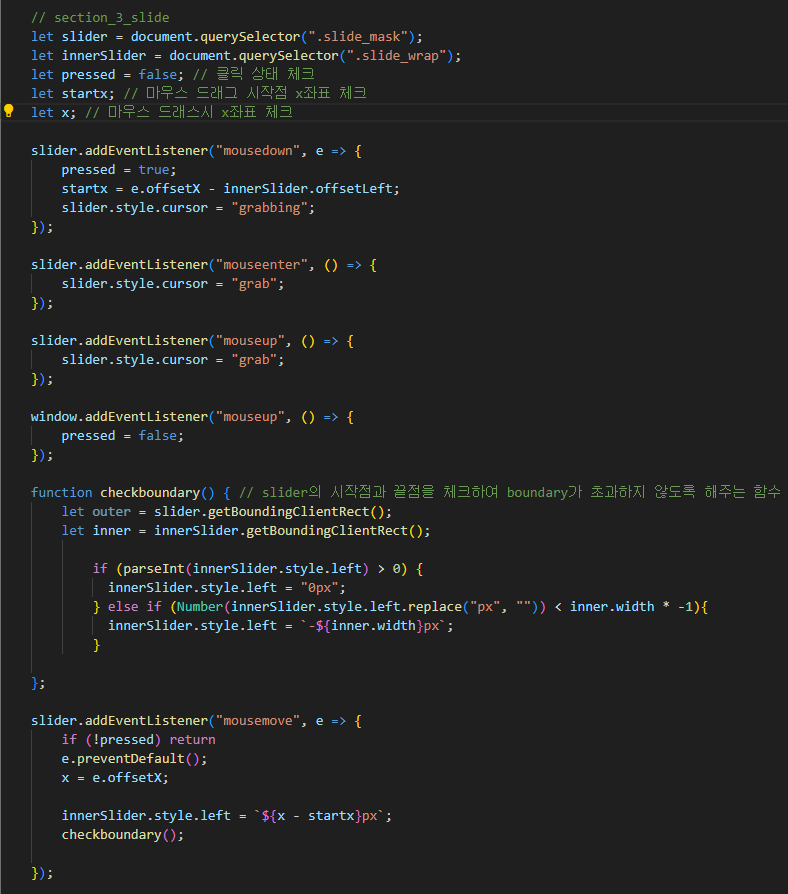 // section_3_slide
let slider = document.querySelector(".slide_mask");
let innerSlider = document.querySelector(".slide_wrap");
let pressed = false; // 클릭 상태 체크
let startx; // 마우스 드래그 시작점 x좌표 체크
let x; // 마우스 드래스시 x좌표 체크
slider.addEventListener("mousedown", e => {
pressed = true;
startx = e.offsetX - innerSlider.offsetLeft;
slider.style.cursor = "grabbing";
});
slider.addEventListener("mouseenter", () => {
slider.style.cursor = "grab";
});
slider.addEventListener("mouseup", () => {
slider.style.cursor = "grab";
});
window.addEventListener("mouseup", () => {
pressed = false;
});
function checkboundary() { // slider의 시작점과 끝점을 체크하여 boundary가 초과하지 않도록 해주는 함수
let outer = slider.getBoundingClientRect();
let inner = innerSlider.getBoundingClientRect();
if (parseInt(innerSlider.style.left) > 0) {
innerSlider.style.left = "0px";
} else if (Number(innerSlider.style.left.replace("px", "")) < inner.width * -1){
innerSlider.style.left = `-${inner.width}px`;
}
};
slider.addEventListener("mousemove", e => {
if (!pressed) return
e.preventDefault();
x = e.offsetX;
innerSlider.style.left = `${x - startx}px`;
checkboundary();
});